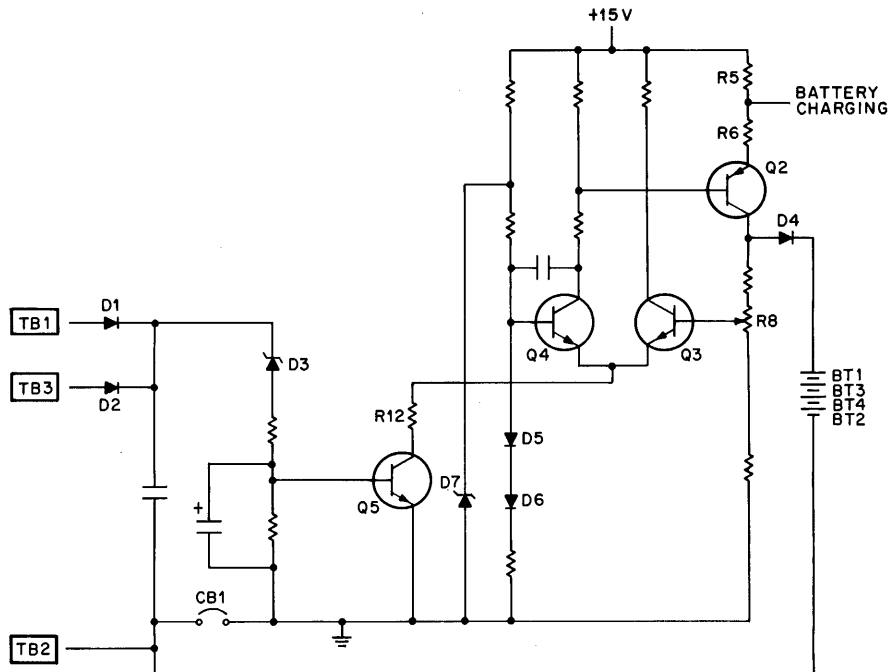 +15V
R5
BATTERY
CHARGING
R6
Q2
D4
D1
TB1
D3
Q4
Q3
R8
TB3
D2
BT1
BT3
BT4
BT2
R12
D5
D7
D6
+
Q5
CB1
TB2